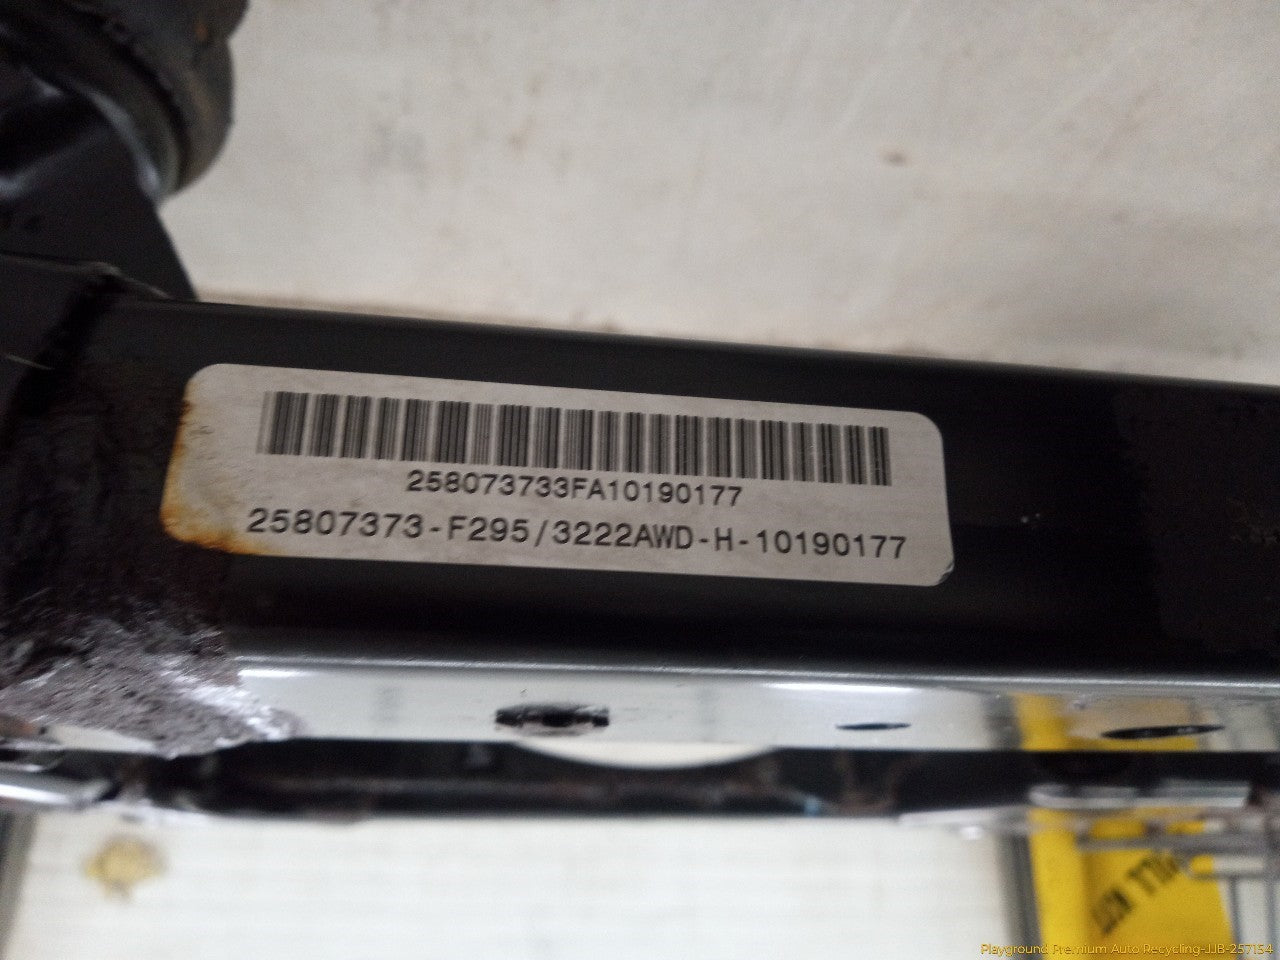 258073733FA10190177
25807373-F295/3222AWD-H-10190177
Playground Premium Auto Recycling-JJB-257154